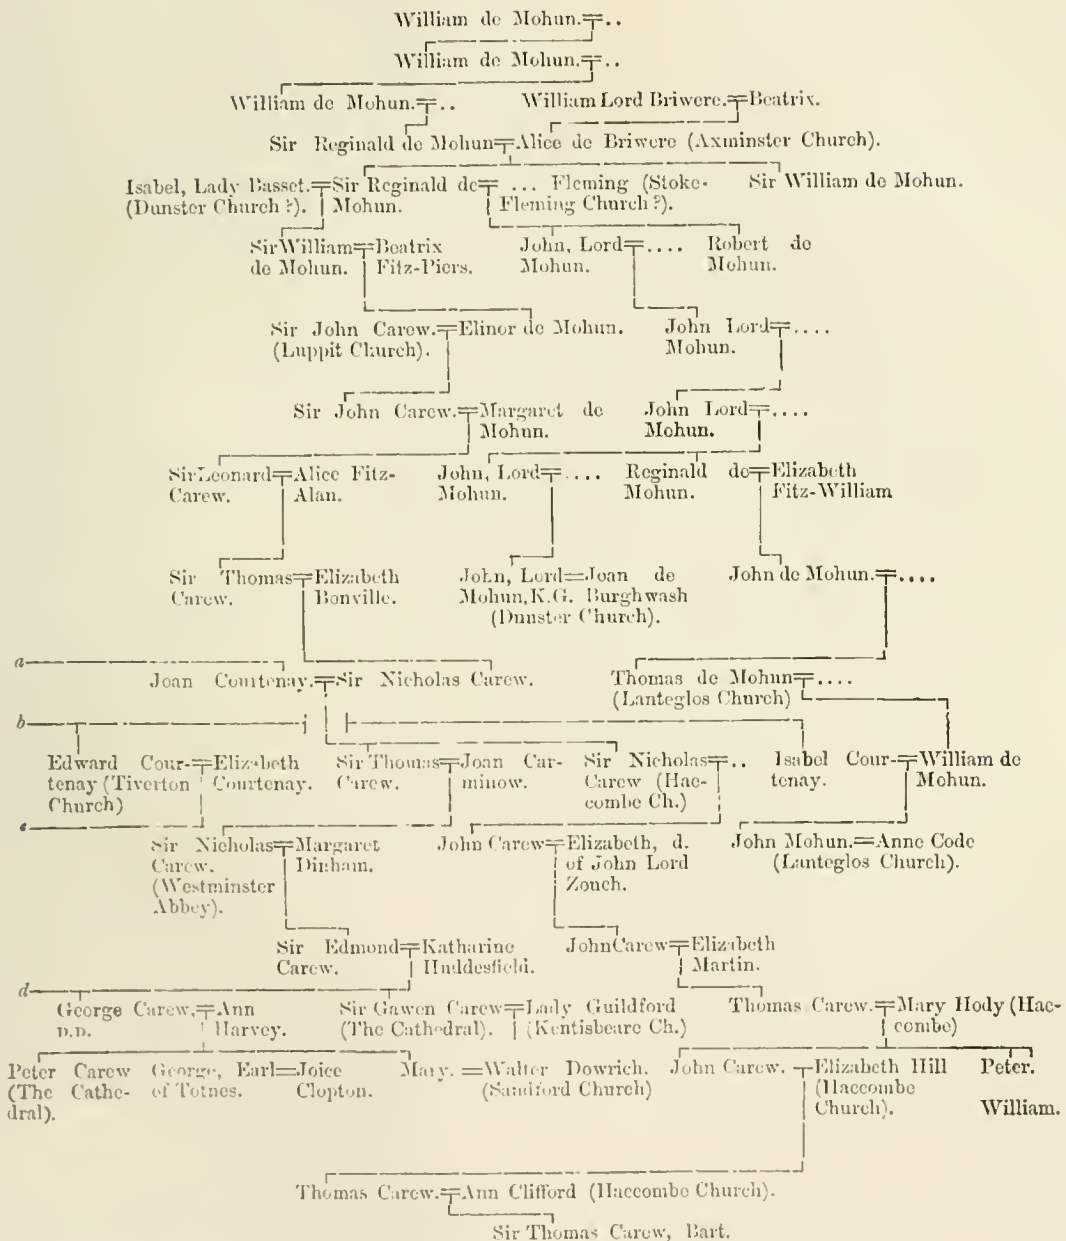 William de Mohun.=..
William de Mohun.=..
William de Mohun.=.. William Lord Briwere.=Beatrix.
Sir Reginald de Mohun=Alice de Briwere (Axminster Church).
Isabel, Lady Basset.=Sir Reginald de= ... Fleming (Stoke- Sir William de Mohun.
(Dunster Church?). Mohun. Fleming Church?).
Sir William=Beatrix John, Lord=.... Robert de
de Mohun. Fitz-Piers. Mohun. Mohun.
Sir John Carew.=Elinor de Mohun. John Lord=....
(Luppit Church). Mohun.
Sir John Carew.=Margaret de John Lord=....
Mohun. Mohun.
Sir Leonard=Alice Fitz- John, Lord=.... Reginald de=Elizabeth
Carew. Alan. Mohun. Mohun. Fitz-William
Sir Thomas=Elizabeth John, Lord=Joan de John de Mohun.=....
Carew. Bonville. Mohun, K.G. Burghwash
(Dunster Church).
a
Joan Courtenay.=Sir Nicholas Carew. Thomas de Mohun=....
(Lanteglos Church)
b
Edward Cour-=Elizabeth Sir Thomas=Joan Car- Sir Nicholas=.. Isabel Cour-=William de
tenay (Tiverton Courtenay. Carew. minow. Carew (Hac- tenay. Mohun.
Church) combe Ch.)
c
Sir Nicholas=Margaret John Carew=Elizabeth, d. John Mohun.=Anne Code
Carew. Dinham. of John Lord (Lanteglos Church).
(Westminster Zouch.
Abbey).
Sir Edmond=Katharine John Carew=Elizabeth
Carew. Huddesfield. Martin.
d
George Carew,=Ann Sir Gawen Carew=Lady Guildford Thomas Carew.=Mary Hody (Hac-
D.D. Harvey. (The Cathedral). (Kentisbeare Ch.) combe)
Peter Carew George, Earl=Joice Mary. =Walter Dowrich. John Carew. =Elizabeth Hill Peter.
(The Cathe- of Totnes. Clopton. (Sandford Church) (Haccombe
dral). Church). William.
Thomas Carew.=Ann Clifford (Haccombe Church).
Sir Thomas Carew, Bart.